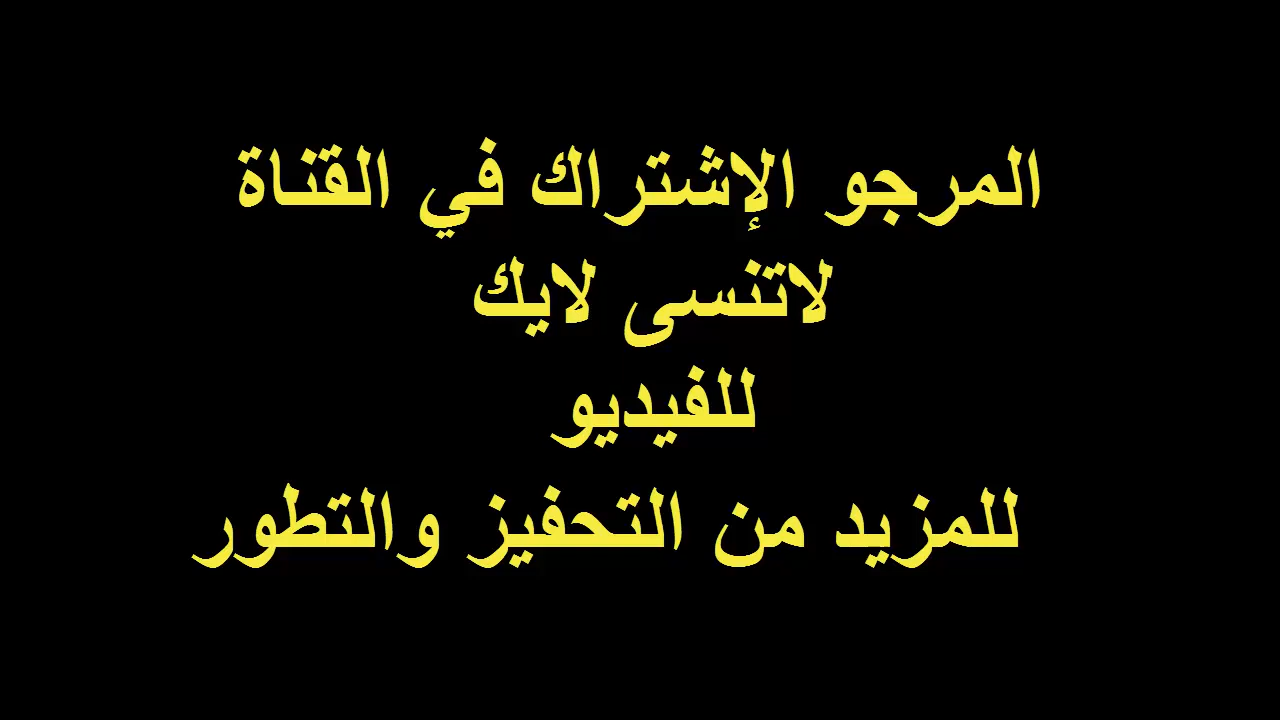 المرجو الإشتراك في القناة
لاتنسى لايك
للفيديو
للمزيد من التحفيز والتطور